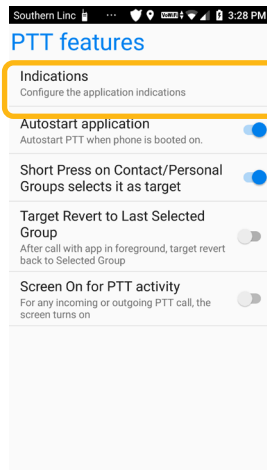 Southern Linc ... VoWiFi 3:28 PM
PTT features
Indications
Configure the application indications
Autostart application
Autostart PTT when phone is booted on.
Short Press on Contact/Personal
Groups selects it as target
Target Revert to Last Selected
Group
After call with app in foreground, target revert
back to Selected Group
Screen On for PTT activity
For any incoming or outgoing PTT call, the
screen turns on